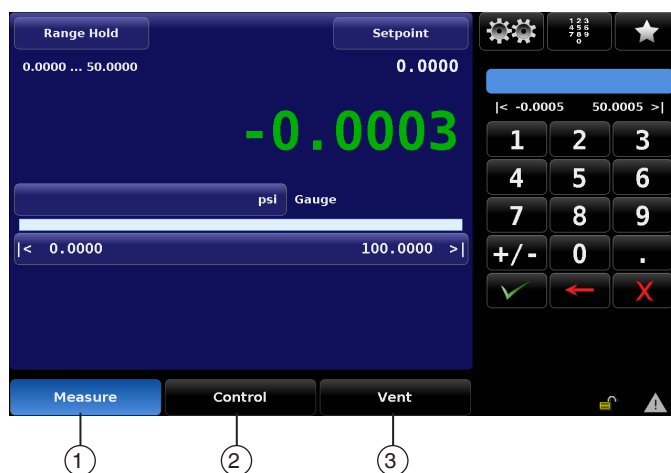 Range Hold
Setpoint
0.0000 ... 50.0000
0.0000
-0.0003
psi
Gauge
|< 0.0000
100.0000 >|
Measure
Control
Vent
1 2 3
4 5 6
7 8 9
0
|< -0.0005
50.0005 >|
1 2 3
4 5 6
7 8 9
+/- 0 .
X
1
2
3